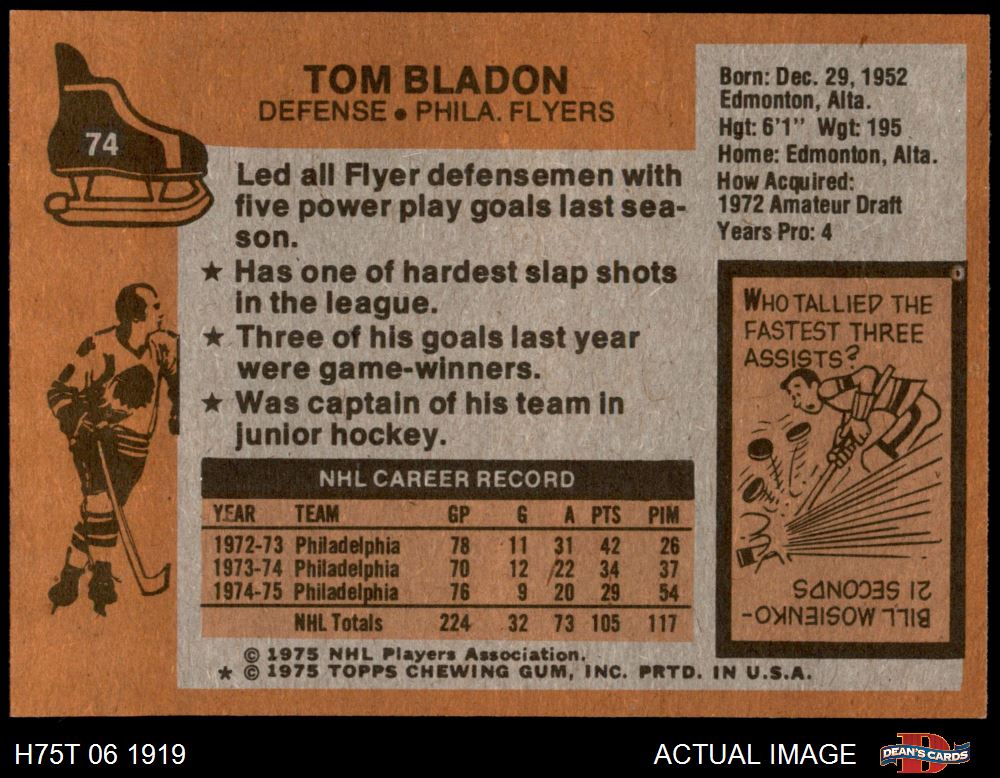 74
TOM BLADON
DEFENSE • PHILA. FLYERS
Led all Flyer defensemen with
five power play goals last sea-
son.
★ Has one of hardest slap shots
in the league.
★ Three of his goals last year
were game-winners.
★ Was captain of his team in
junior hockey.
Born: Dec. 29, 1952
Edmonton, Alta.
Hgt: 6'1" Wgt: 195
Home: Edmonton, Alta.
How Acquired:
1972 Amateur Draft
Years Pro: 4
WHO TALLIED THE
FASTEST THREE
ASSISTS?
BILL MOSIENKO-
21 SECONDS
NHL CAREER RECORD
YEAR TEAM GP G A PTS PIM
1972-73 Philadelphia 78 11 31 42 26
1973-74 Philadelphia 70 12 22 34 37
1974-75 Philadelphia 76 9 20 29 54
NHL Totals 224 32 73 105 117
© 1975 NHL Players Association.
★ © 1975 TOPPS CHEWING GUM, INC. PRTD. IN U.S.A.
H75T 06 1919
ACTUAL IMAGE
DEAN'S CARDS